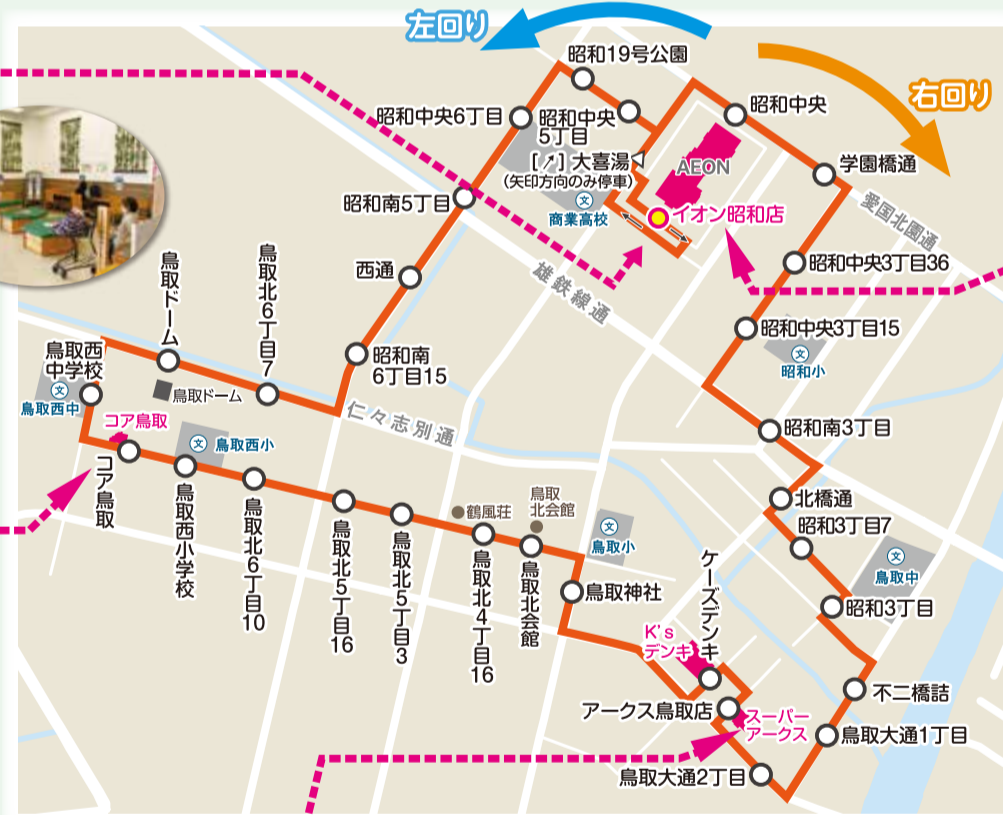 左回り
右回り
昭和19号公園
昭和中央6丁目
昭和中央
5丁目
昭和中央
学園橋通
[↗] 大喜湯
(矢印方向のみ停車)
AEON
イオン昭和店
文
商業高校
昭和南5丁目
愛国北園通
西通
雄鉄線通
昭和中央3丁目36
昭和中央3丁目15
文
昭和小
昭和南
6丁目15
鳥取ドーム
鳥取北6丁目7
鳥取西
中学校
文
鳥取西中
鳥取ドーム
仁々志別通
昭和南3丁目
コア鳥取
コア鳥取
文 鳥取西小
鳥取西小学校
鳥取北6丁目10
鳥取北5丁目16
鳥取北5丁目3
鶴風荘
鳥取北4丁目16
鳥取
北会館
鳥取北会館
文
鳥取小
北橋通
昭和3丁目7
文
鳥取中
昭和3丁目
鳥取神社
ケーズデンキ
K's
デンキ
不二橋詰
アークス鳥取店
スーパー
アークス
鳥取大通1丁目
鳥取大通2丁目